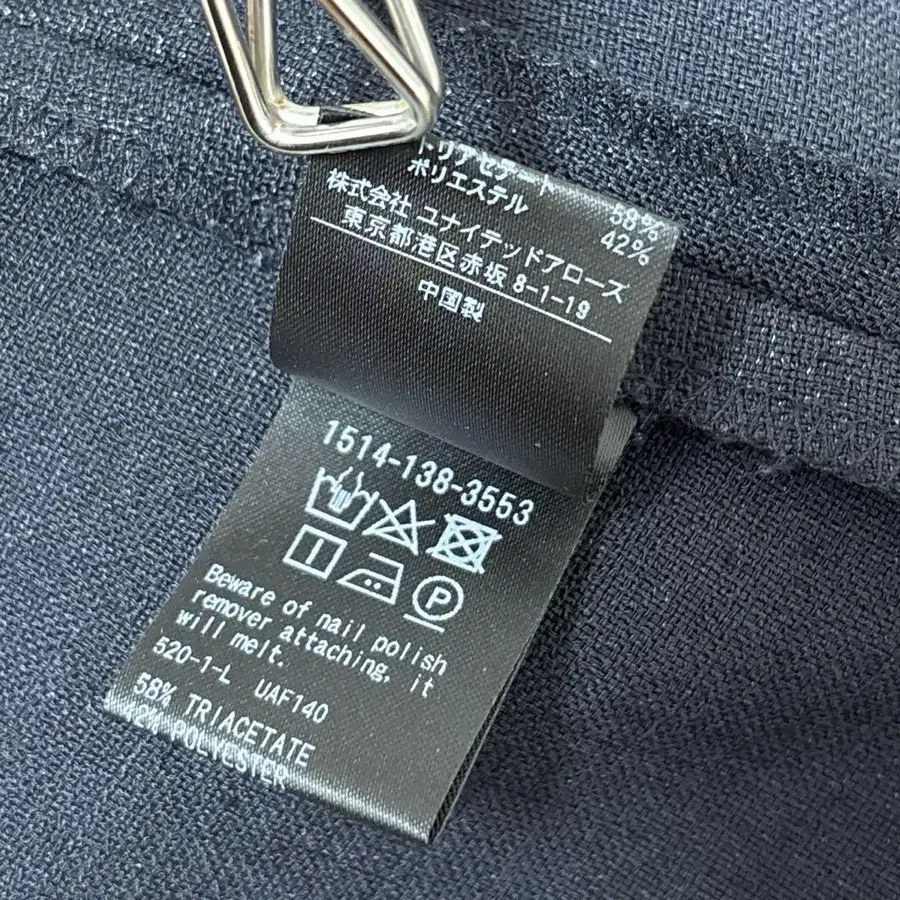 トリアセテート 58%
ポリエステル 42%
株式会社 ユナイテッドアローズ
東京都港区赤坂 8-1-19
中国製
1514-138-3553
P
Beware of nail polish
remover attaching, it
will melt.
520-1-L UAF140
58% TRIACETATE
42% POLYESTER